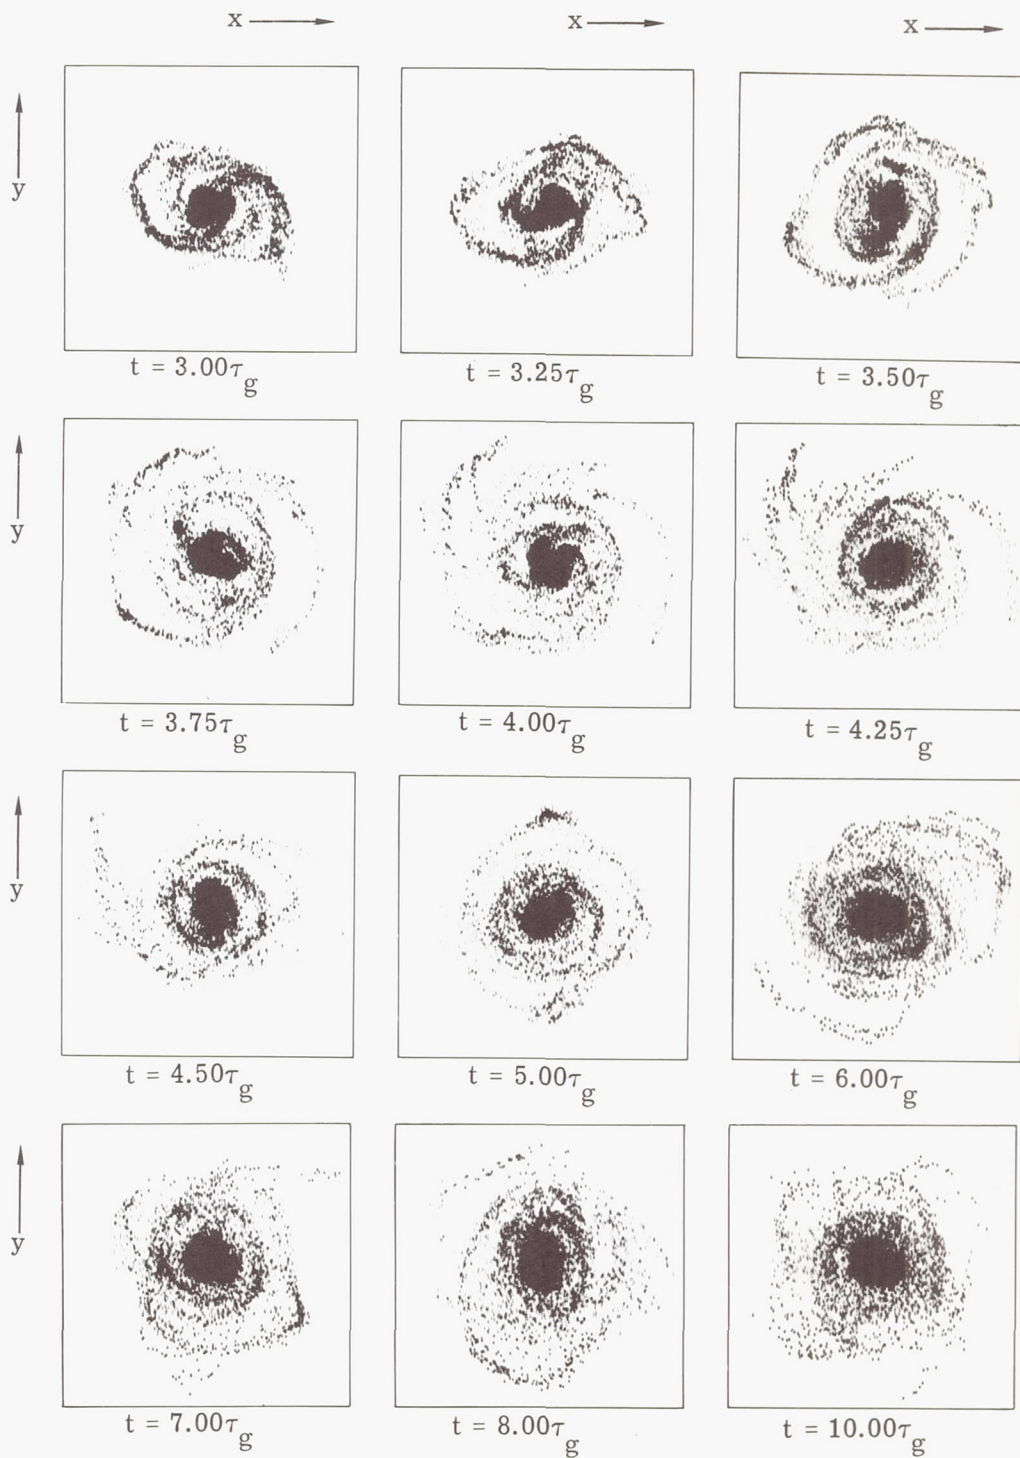 x x x
y
t = 3.00τg t = 3.25τg t = 3.50τg
y
t = 3.75τg t = 4.00τg t = 4.25τg
y
t = 4.50τg t = 5.00τg t = 6.00τg
y
t = 7.00τg t = 8.00τg t = 10.00τg